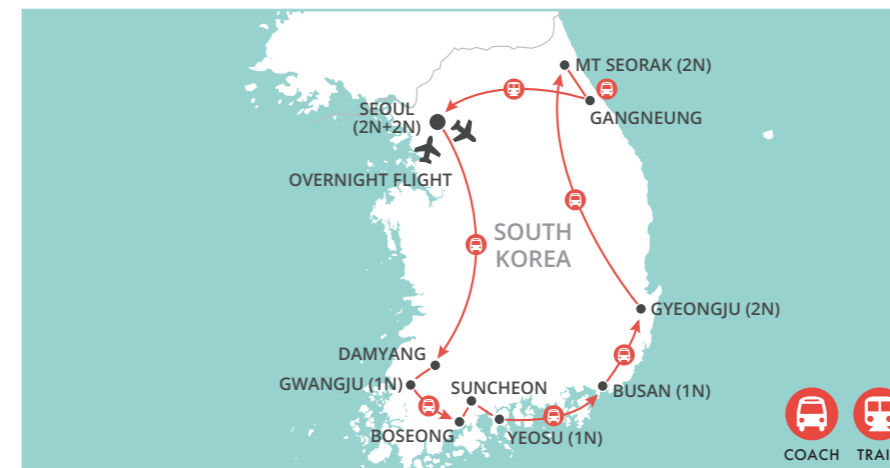 MT SEORAK (2N)
SEOUL
(2N+2N)
GANGNEUNG
OVERNIGHT FLIGHT
SOUTH
KOREA
GYEONGJU (2N)
DAMYANG
GWANGJU (1N)
SUNCHEON
BUSAN (1N)
BOSEONG
YEOSU (1N)
COACH
TRAI